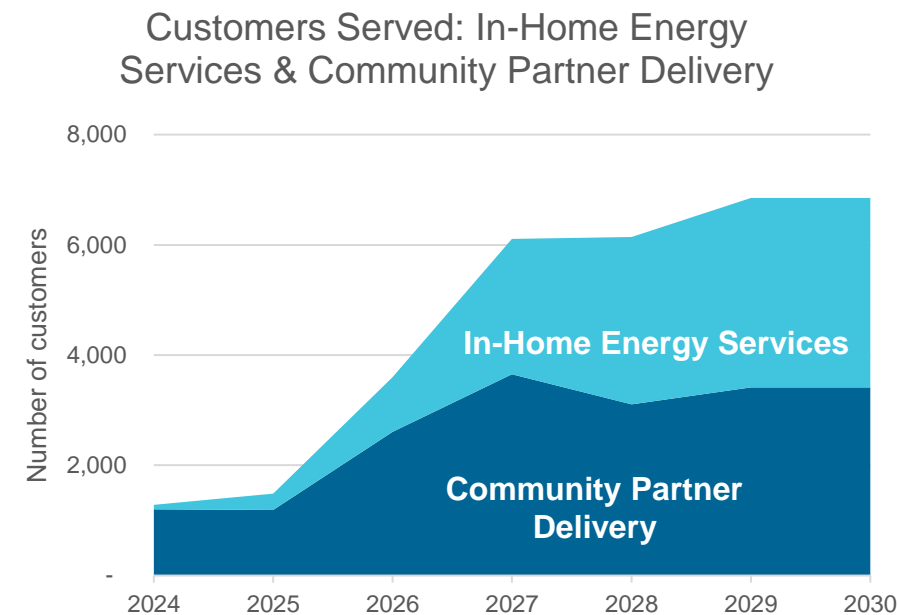 Customers Served: In-Home Energy
Services & Community Partner Delivery
Number of customers
8,000
6,000
4,000
2,000
-
In-Home Energy Services
Community Partner
Delivery
2024 2025 2026 2027 2028 2029 2030